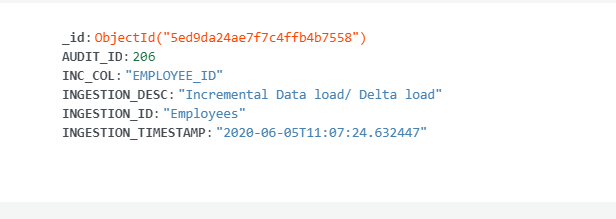 _id: ObjectId("5ed9da24ae7f7c4ffb4b7558")
AUDIT_ID: 206
INC_COL: "EMPLOYEE_ID"
INGESTION_DESC: "Incremental Data load/ Delta load"
INGESTION_ID: "Employees"
INGESTION_TIMESTAMP: "2020-06-05T11:07:24.632447"